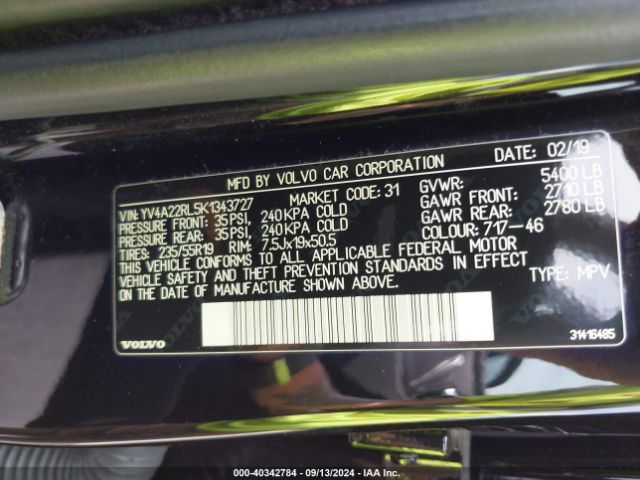 MFD BY VOLVO CAR CORPORATION DATE: 02/19
VIN: YV4A22RL5K1343727 MARKET CODE: 31 GVWR: 5400 LB
PRESSURE FRONT: 35PSI, 240 KPA COLD GAWR FRONT: 2710 LB
PRESSURE REAR: 35PSI, 240 KPA COLD GAWR REAR: 2780 LB
TIRES: 235/55R19 RIM: 7.5Jx19x50.5 COLOUR: 717-46
THIS VEHICLE CONFORMS TO ALL APPLICABLE FEDERAL MOTOR
VEHICLE SAFETY AND THEFT PREVENTION STANDARDS IN EFFECT
ON THE DATE OF MANUFACTURE SHOWN ABOVE. TYPE: MPV
VOLVO 31416485
000-40342784 - 09/13/2024 - IAA Inc.